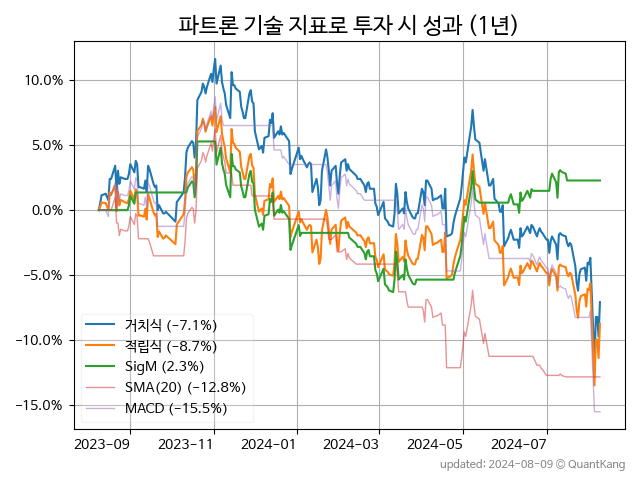 파트론 기술 지표로 투자 시 성과 (1년)
10.0%
5.0%
0.0%
−5.0%
−10.0%
−15.0%
거치식 (−7.1%)
적립식 (−8.7%)
SigM (2.3%)
SMA(20) (−12.8%)
MACD (−15.5%)
2023-09 2023-11 2024-01 2024-03 2024-05 2024-07
updated: 2024-08-09 © QuantKang